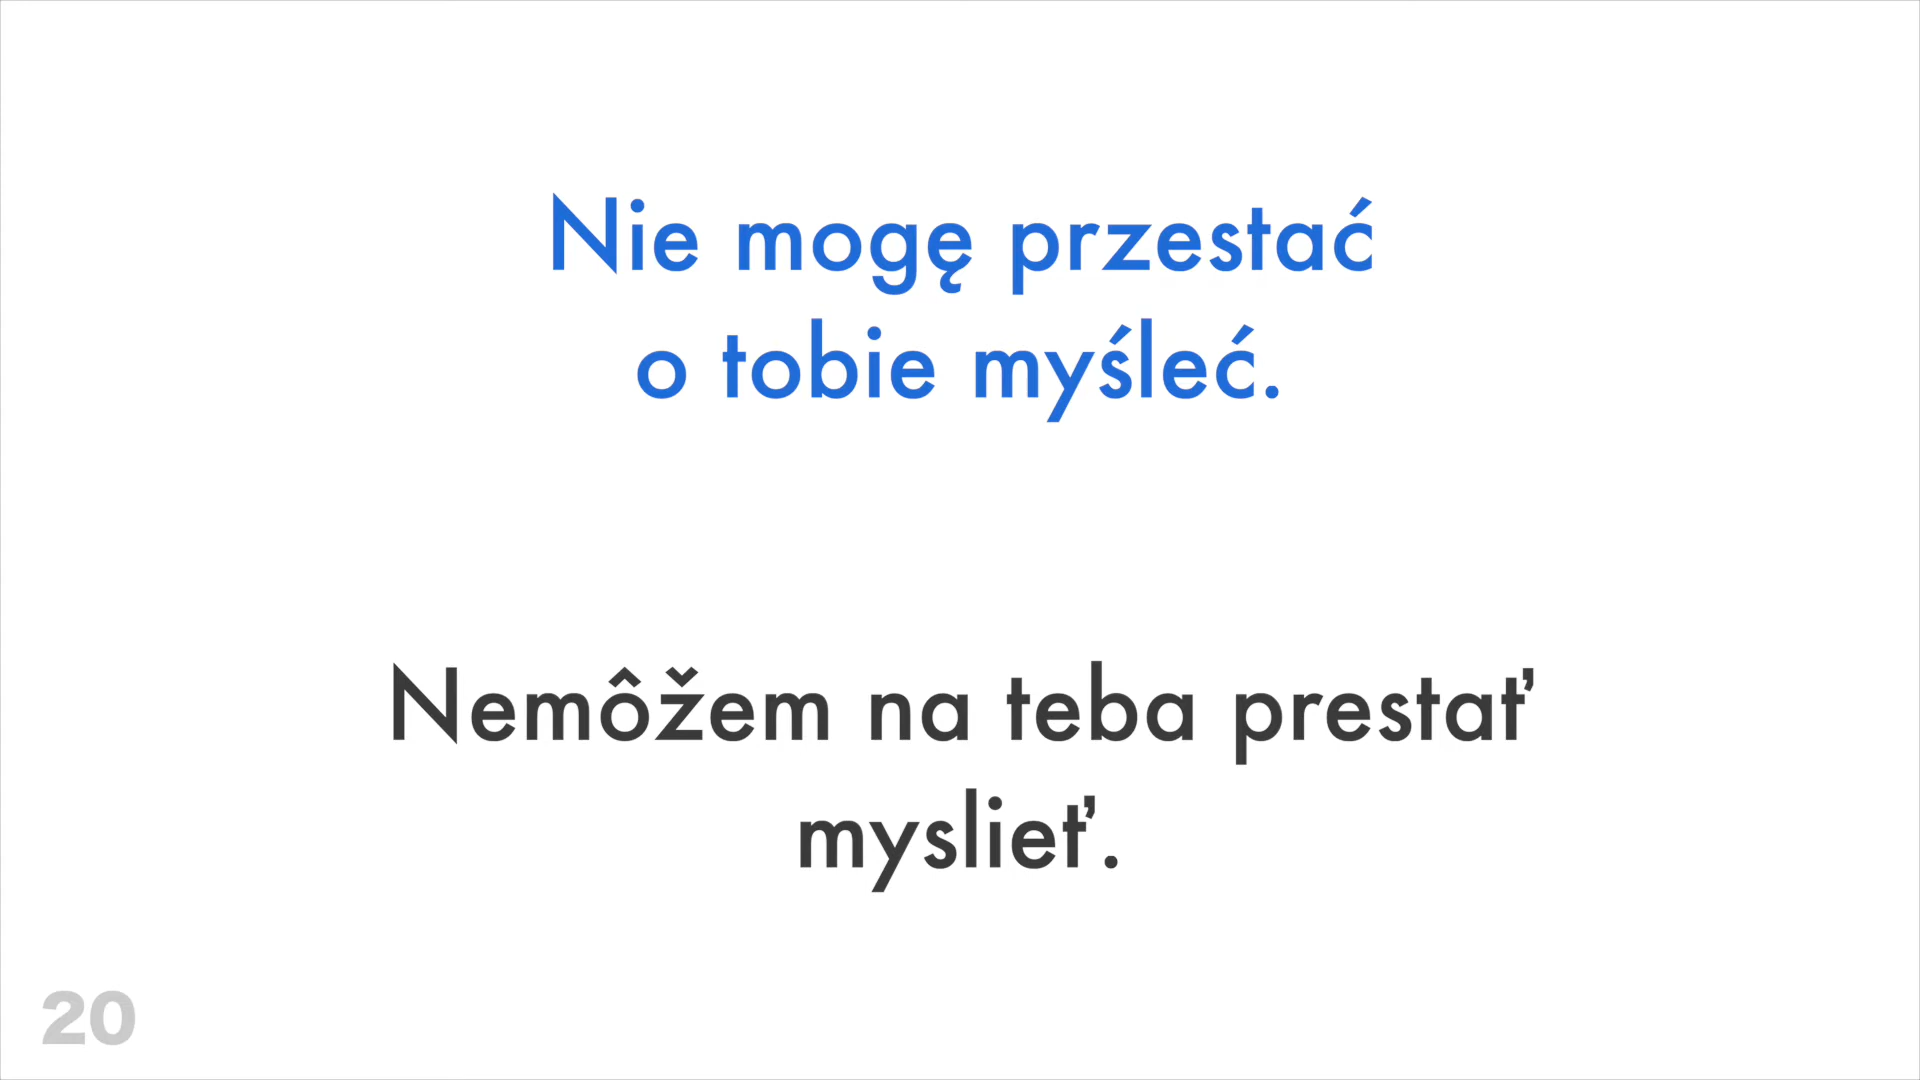 Nie mogę przestać
o tobie myśleć.
Nemôžem na teba prestať
myslieť.
20